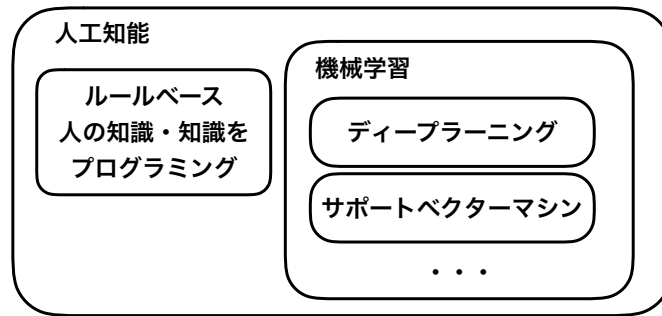 人工知能
ルールベース
人の知識・知識を
プログラミング
機械学習
ディープラーニング
サポートベクターマシン
・・・